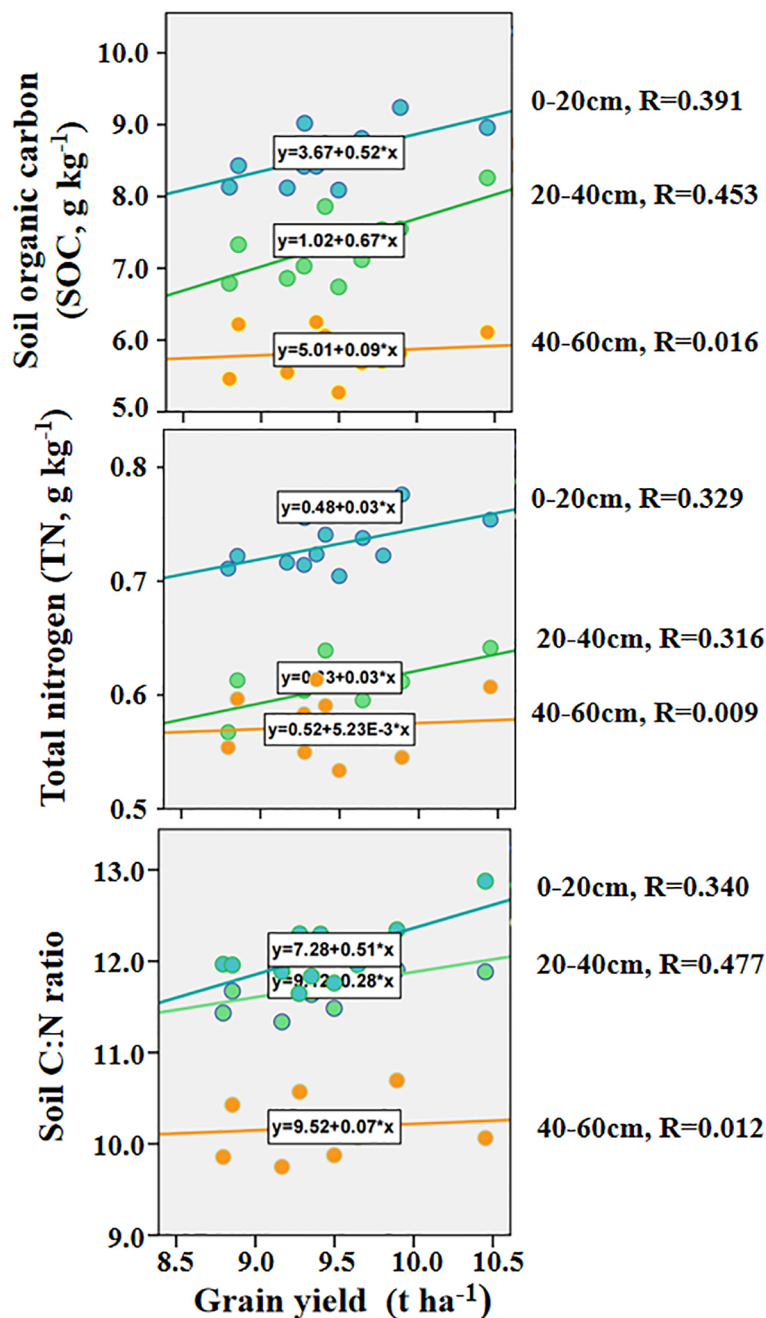 Soil organic carbon
(SOC, g kg⁻¹)
10.0
9.0
8.0
7.0
6.0
5.0
y=3.67+0.52*x
y=1.02+0.67*x
y=5.01+0.09*x
0-20cm, R=0.391
20-40cm, R=0.453
40-60cm, R=0.016
Total nitrogen (TN, g kg⁻¹)
0.8
0.7
0.6
0.5
y=0.48+0.03*x
+0.03*x
y=0.52+5.23E-3*x
0-20cm, R=0.329
20-40cm, R=0.316
40-60cm, R=0.009
Soil C:N ratio
13.0
12.0
11.0
10.0
9.0
y=7.28+0.51*x
0.28*x
y=9.52+0.07*x
0-20cm, R=0.340
20-40cm, R=0.477
40-60cm, R=0.012
8.5 9.0 9.5 10.0 10.5
Grain yield (t ha⁻¹)